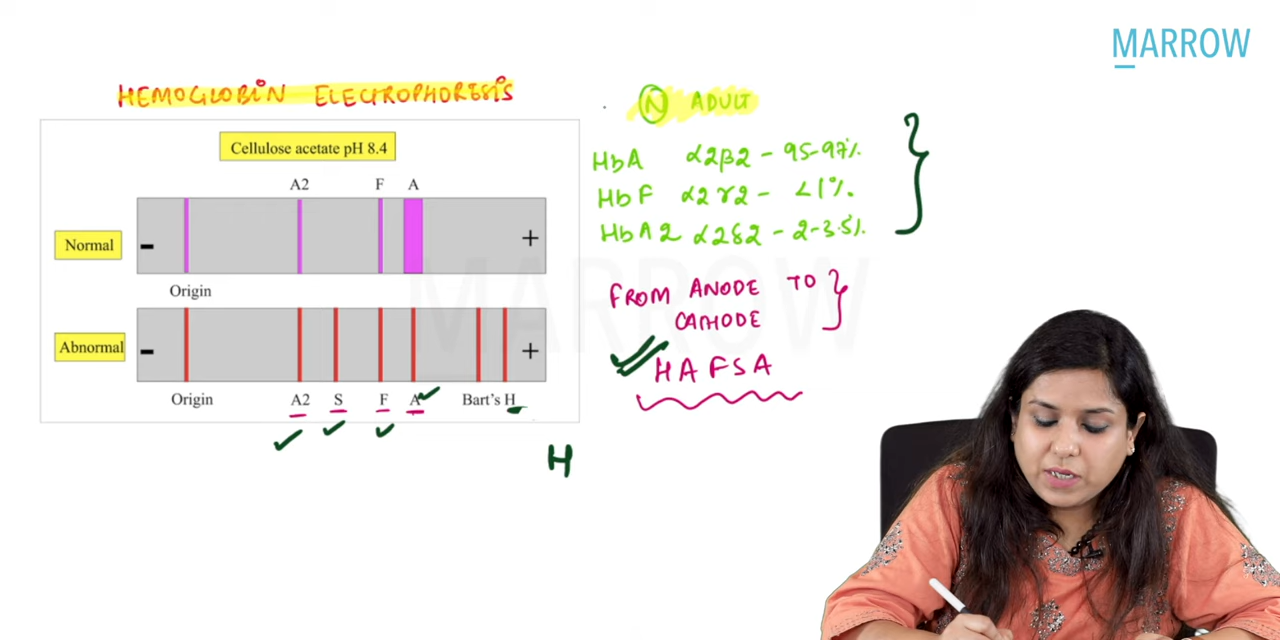 MARROW
HEMOGLOBIN ELECTROPHORESIS
Cellulose acetate pH 8.4
A2 F A
Normal
- +
Origin
Abnormal
- +
Origin A2 S F A Bart's H
H
N ADULT
HbA α2β2 - 95-97%
HbF α2γ2 - <1%
HbA2 α2δ2 - 2-3.5%
FROM ANODE TO
CATHODE
HAFSA
MARROW